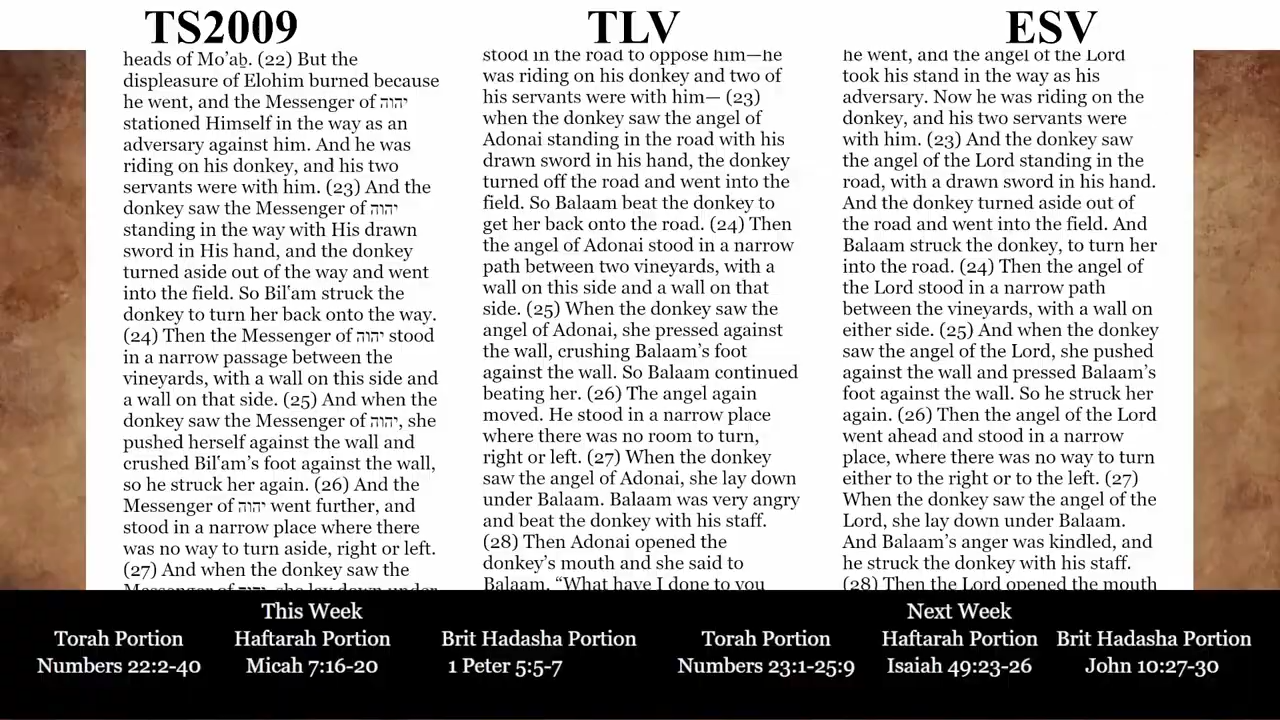 TS2009
heads of Mo’aḇ. (22) But the
displeasure of Elohim burned because
he went, and the Messenger of יהוה
stationed Himself in the way as an
adversary against him. And he was
riding on his donkey, and his two
servants were with him. (23) And the
donkey saw the Messenger of יהוה
standing in the way with His drawn
sword in His hand, and the donkey
turned aside out of the way and went
into the field. So Bil‛am struck the
donkey to turn her back onto the way.
(24) Then the Messenger of יהוה stood
in a narrow passage between the
vineyards, with a wall on this side and
a wall on that side. (25) And when the
donkey saw the Messenger of יהוה, she
pushed herself against the wall and
crushed Bil‛am’s foot against the wall,
so he struck her again. (26) And the
Messenger of יהוה went further, and
stood in a narrow place where there
was no way to turn aside, right or left.
(27) And when the donkey saw the
Messenger of יהוה, she lay down under
TLV
stood in the road to oppose him—he
was riding on his donkey and two of
his servants were with him— (23)
when the donkey saw the angel of
Adonai standing in the road with his
drawn sword in his hand, the donkey
turned off the road and went into the
field. So Balaam beat the donkey to
get her back onto the road. (24) Then
the angel of Adonai stood in a narrow
path between two vineyards, with a
wall on this side and a wall on that
side. (25) When the donkey saw the
angel of Adonai, she pressed against
the wall, crushing Balaam’s foot
against the wall. So Balaam continued
beating her. (26) The angel again
moved. He stood in a narrow place
where there was no room to turn,
right or left. (27) When the donkey
saw the angel of Adonai, she lay down
under Balaam. Balaam was very angry
and beat the donkey with his staff.
(28) Then Adonai opened the
donkey’s mouth and she said to
Balaam, “What have I done to you
ESV
he went, and the angel of the Lord
took his stand in the way as his
adversary. Now he was riding on the
donkey, and his two servants were
with him. (23) And the donkey saw
the angel of the Lord standing in the
road, with a drawn sword in his hand.
And the donkey turned aside out of
the road and went into the field. And
Balaam struck the donkey, to turn her
into the road. (24) Then the angel of
the Lord stood in a narrow path
between the vineyards, with a wall on
either side. (25) And when the donkey
saw the angel of the Lord, she pushed
against the wall and pressed Balaam’s
foot against the wall. So he struck her
again. (26) Then the angel of the Lord
went ahead and stood in a narrow
place, where there was no way to turn
either to the right or to the left. (27)
When the donkey saw the angel of the
Lord, she lay down under Balaam.
And Balaam’s anger was kindled, and
he struck the donkey with his staff.
(28) Then the Lord opened the mouth
This Week
Torah Portion
Numbers 22:2-40
Haftarah Portion
Micah 7:16-20
Brit Hadasha Portion
1 Peter 5:5-7
Next Week
Torah Portion
Numbers 23:1-25:9
Haftarah Portion
Isaiah 49:23-26
Brit Hadasha Portion
John 10:27-30